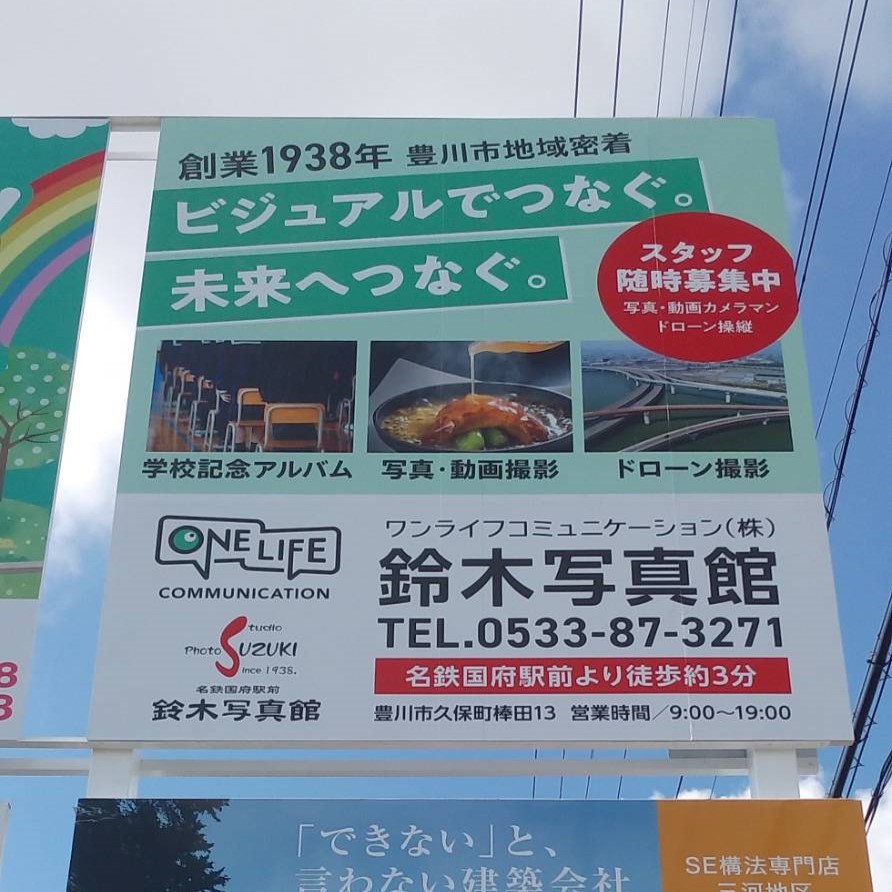 創業1938年 豊川市地域密着
ビジュアルでつなぐ。
未来へつなぐ。
スタッフ
随時募集中
写真・動画カメラマン
ドローン操縦
学校記念アルバム
写真・動画撮影
ドローン撮影
ONE LIFE
COMMUNICATION
Studio
Photo SUZUKI
Since 1938.
名鉄国府駅前
鈴木写真館
ワンライフコミュニケーション(株)
鈴木写真館
TEL.0533-87-3271
名鉄国府駅前より徒歩約3分
豊川市久保町棒田13 営業時間/9:00〜19:00
8
3
「できない」と、
言わない建築会社
SE構法専門店
三河地区